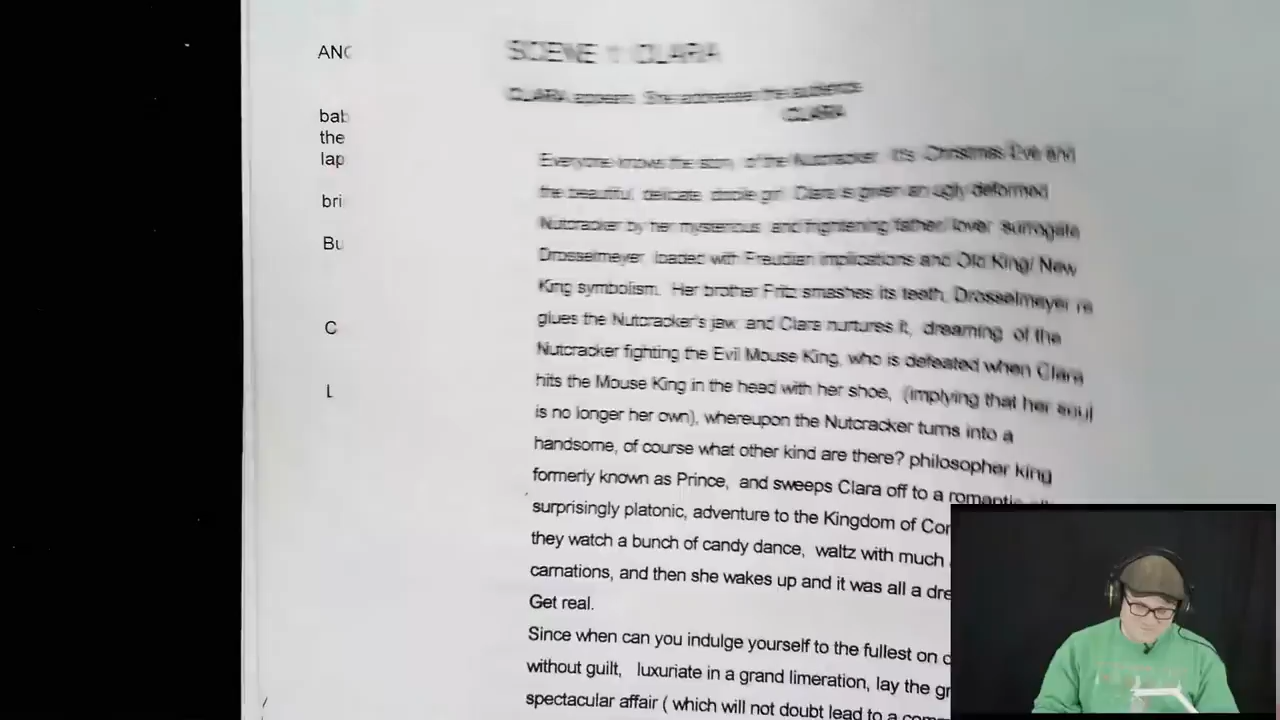 ANC
SCENE 1: CLARA
CLARA appears. She addresses the audience.
CLARA
bab
the
lap
bri
Bu
C
L
Everyone knows the story of the Nutcracker. It's Christmas Eve and
the beautiful, delicate, docile girl Clara is given an ugly deformed
Nutcracker by her mysterious and frightening father/ lover surrogate
Drosselmeyer, loaded with Freudian implications and Old King/ New
King symbolism. Her brother Fritz smashes its teeth, Drosselmeyer re
glues the Nutcracker's jaw and Clara nurtures it, dreaming of the
Nutcracker fighting the Evil Mouse King, who is defeated when Clara
hits the Mouse King in the head with her shoe, (implying that her soul
is no longer her own), whereupon the Nutcracker turns into a
handsome, of course what other kind are there? philosopher king
formerly known as Prince, and sweeps Clara off to a romantic
surprisingly platonic, adventure to the Kingdom of Con
they watch a bunch of candy dance, waltz with much
carnations, and then she wakes up and it was all a dre
Get real.
Since when can you indulge yourself to the fullest on c
without guilt, luxuriate in a grand limeration, lay the gr
spectacular affair ( which will not doubt lead to a com